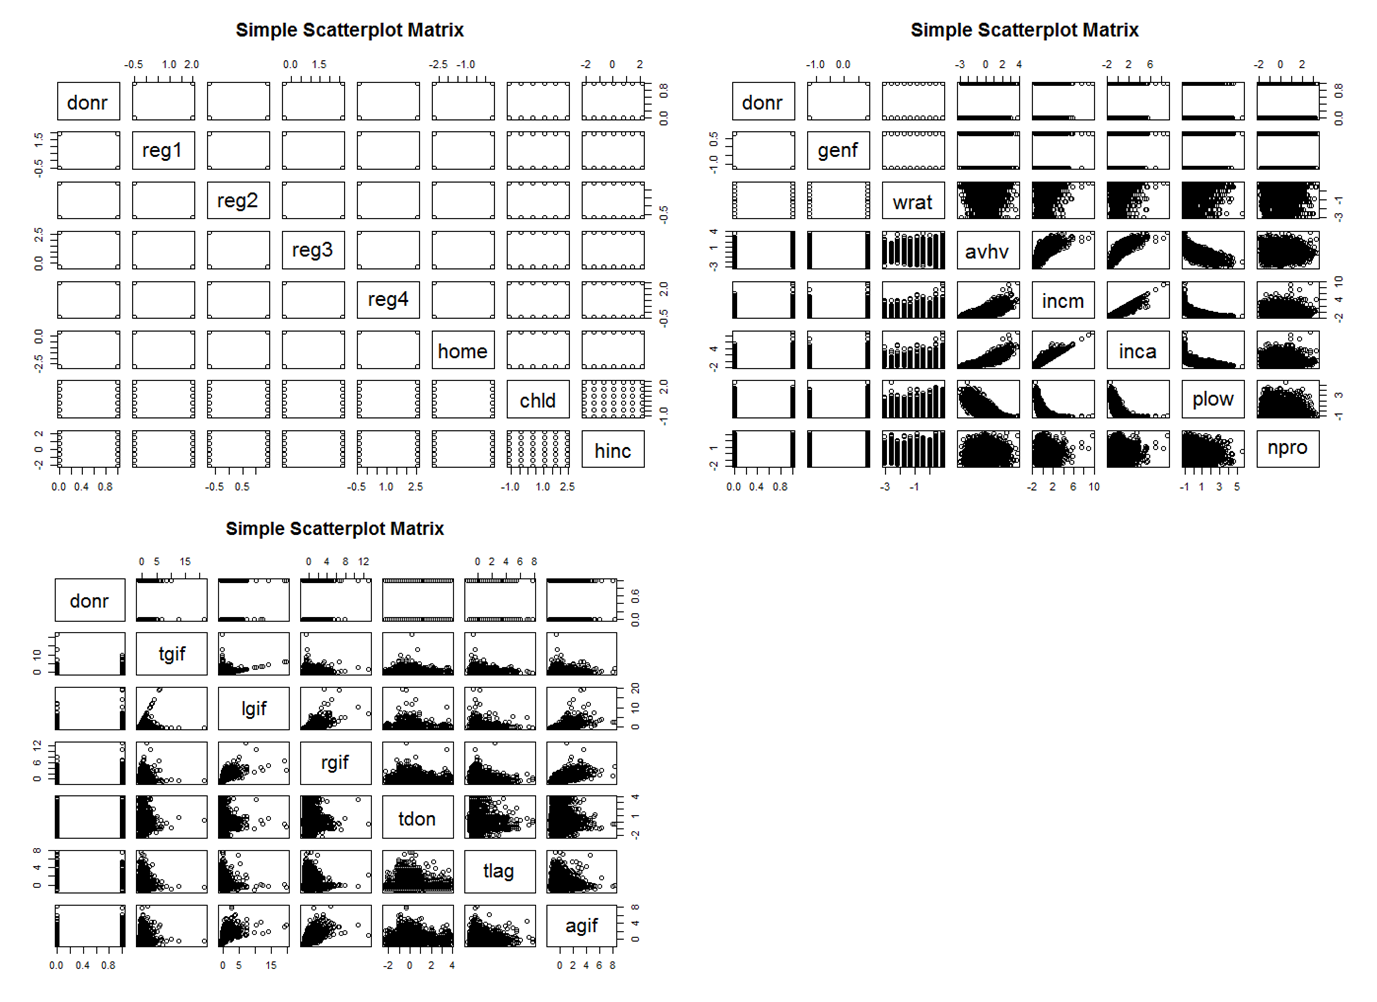 Simple Scatterplot Matrix
-0.5 1.0 2.0 0.0 1.5 -2.5 -1.0 -2 0 2
donr 0.0 0.8
-0.5 1.5 reg1
reg2 -0.5
0.0 2.5 reg3
reg4 -0.5 2.0
-2.5 0.0 home
chld -1.0 2.0
-2 0 2 hinc
0.0 0.4 0.8 -0.5 0.5 -0.5 1.0 2.5 -1.0 1.0 2.5
Simple Scatterplot Matrix
-1.0 0.0 -3 -1 1 2 4 -2 2 6 -2 0 2
donr 0.0 0.8
-1.0 0.5 genf
wrat -3 -1
-3 1 4 avhv
incm -2 4 10
-2 4 inca
plow -1 3
-2 1 npro
0.0 0.4 0.8 -3 -1 -2 2 6 10 -1 1 3 5
Simple Scatterplot Matrix
0 5 15 0 4 8 12 0 2 4 6 8
donr 0.0 0.6
0 10 tgif
lgif 0 10 20
0 4 12 rgif
tdon -2 1 4
0 4 8 tlag
agif 0 4 8
0.0 0.4 0.8 0 5 15 -2 0 2 4 0 2 4 6 8